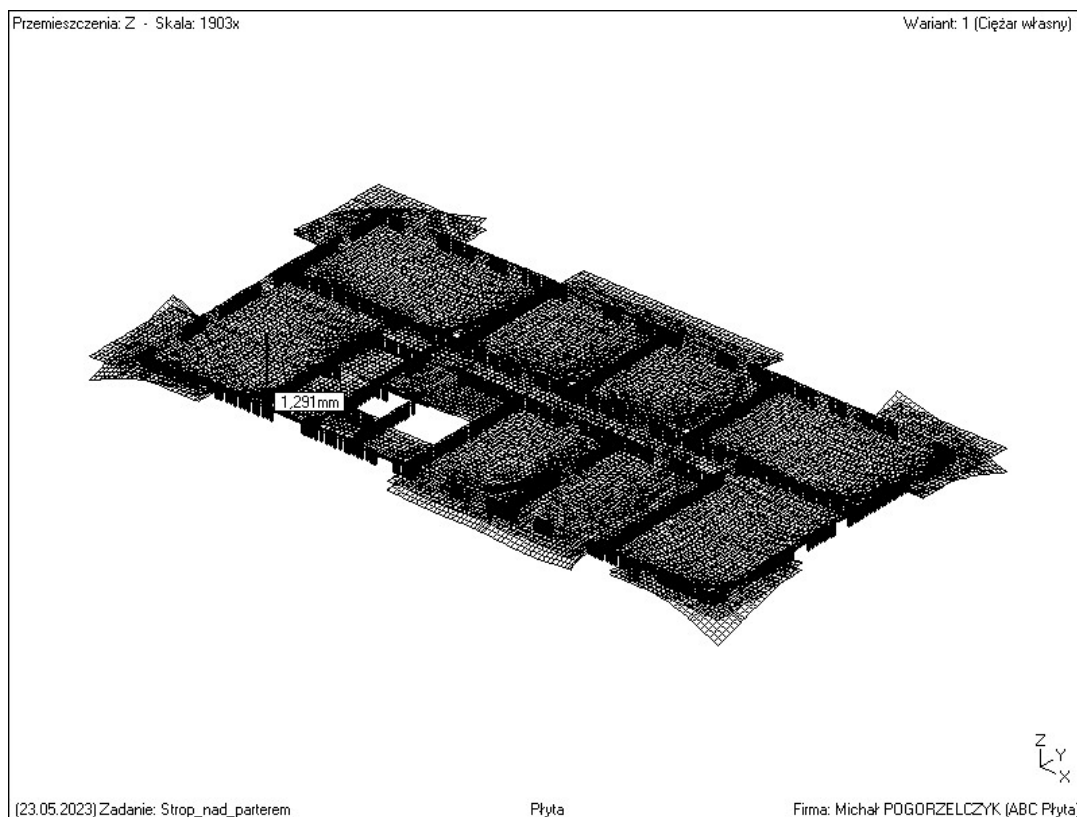 Przemieszczenia: Z - Skala: 1903x
Wariant: 1 (Ciężar własny)
1,291mm
Z
Y
X
(23.05.2023) Zadanie: Strop_nad_parterem
Płyta
Firma: Michał POGORZELCZYK (ABC Płyta)